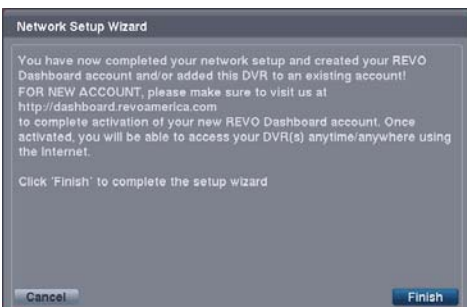 Network Setup Wizard
You have now completed your network setup and created your REVO
Dashboard account and/or added this DVR to an existing account!
FOR NEW ACCOUNT, please make sure to visit us at
http://dashboard.revoamerica.com
to complete activation of your new REVO Dashboard account. Once
activated, you will be able to access your DVR(s) anytime/anywhere using
the Internet.
Click 'Finish' to complete the setup wizard
Cancel
Finish